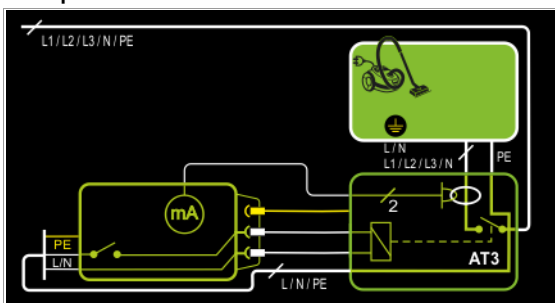 L1 / L2 / L3 / N / PE
L / N
L1 / L2 / L3 / N
PE
mA
2
PE
L/N
AT3
L / N / PE